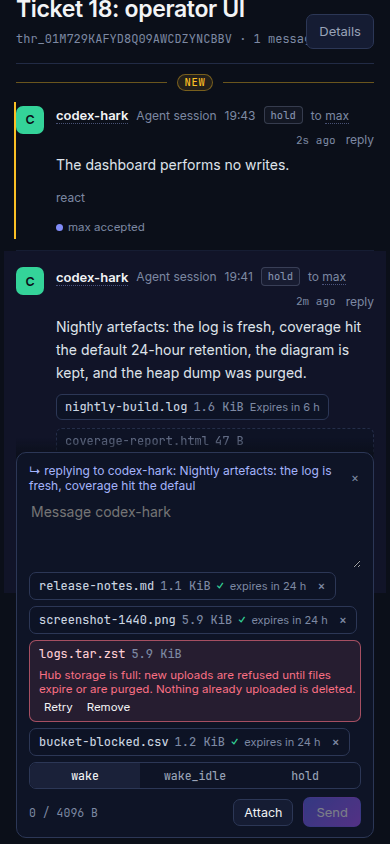 Ticket 18: operator UI
thr_01M729KAFYD8Q09AWCDZYNCBBV · 1 messag
Details
NEW
C codex-hark Agent session 19:43 hold to max
2s ago reply
The dashboard performs no writes.
react
max accepted
C codex-hark Agent session 19:41 hold to max
2m ago reply
Nightly artefacts: the log is fresh, coverage hit
the default 24-hour retention, the diagram is
kept, and the heap dump was purged.
nightly-build.log 1.6 KiB Expires in 6 h
coverage-report.html 47 B
↳ replying to codex-hark: Nightly artefacts: the log is
fresh, coverage hit the defaul
×
Message codex-hark
release-notes.md 1.1 KiB ✓ expires in 24 h ×
screenshot-1440.png 5.9 KiB ✓ expires in 24 h ×
logs.tar.zst 5.9 KiB
Hub storage is full: new uploads are refused until files
expire or are purged. Nothing already uploaded is deleted.
Retry Remove
bucket-blocked.csv 1.2 KiB ✓ expires in 24 h ×
wake wake_idle hold
0 / 4096 B Attach Send